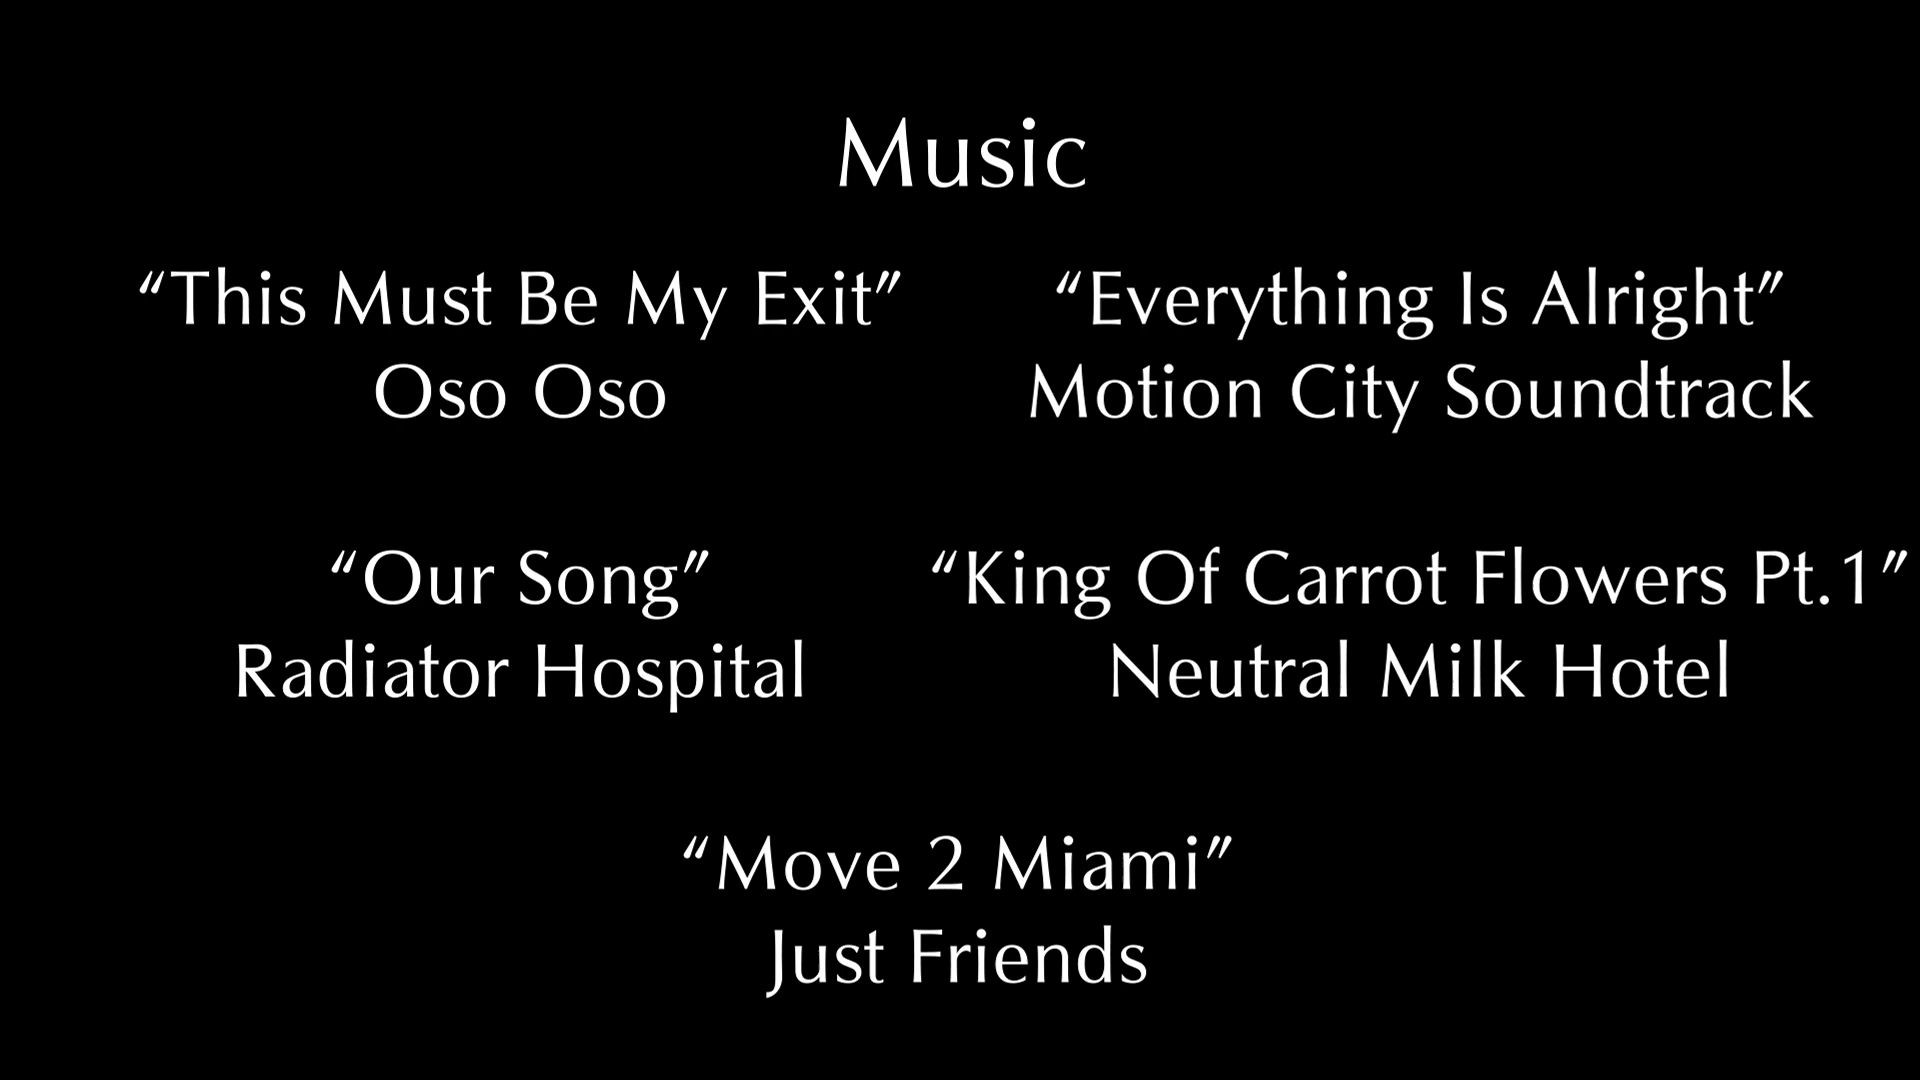 Music
“This Must Be My Exit”
Oso Oso
“Everything Is Alright”
Motion City Soundtrack
“Our Song”
Radiator Hospital
“King Of Carrot Flowers Pt.1”
Neutral Milk Hotel
“Move 2 Miami”
Just Friends